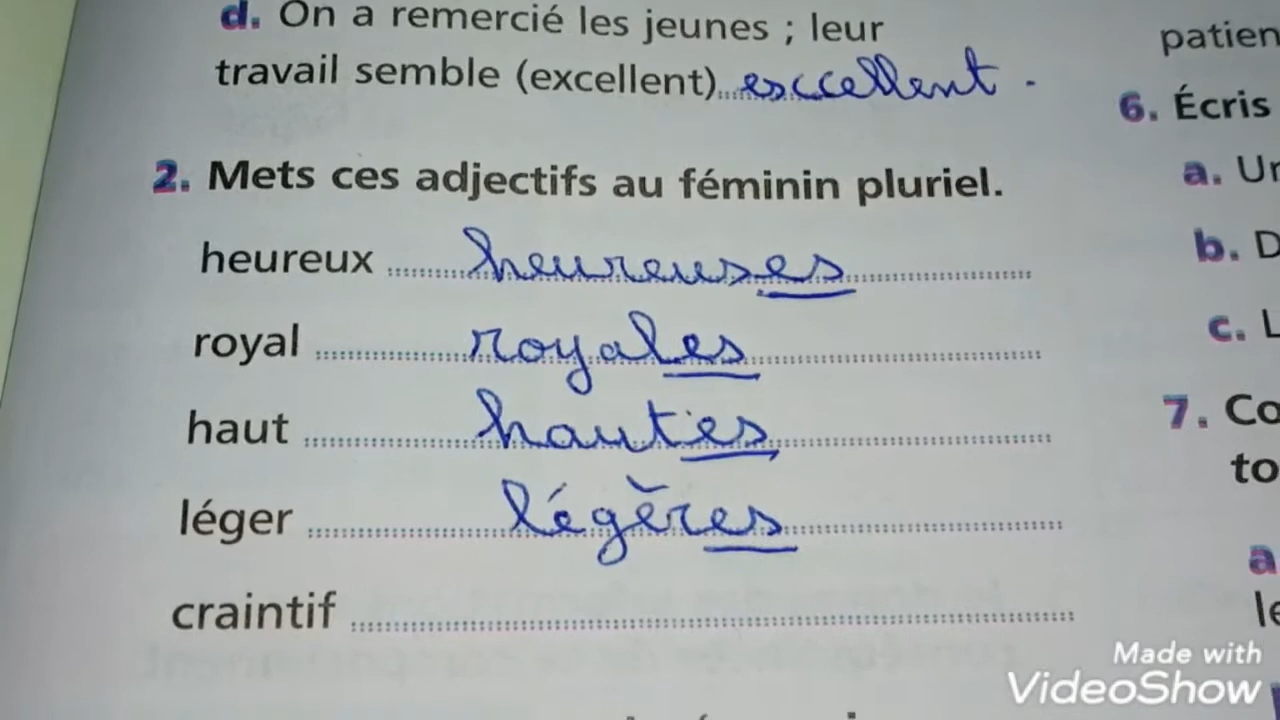 d. On a remercié les jeunes ; leur
travail semble (excellent) excellent .
2. Mets ces adjectifs au féminin pluriel.
heureux heureuses
royal royales
haut hautes
léger légères
craintif
patien
6. Écris
a. Un
b. D
c. L
7. Co
to
a
le
Made with
VideoShow